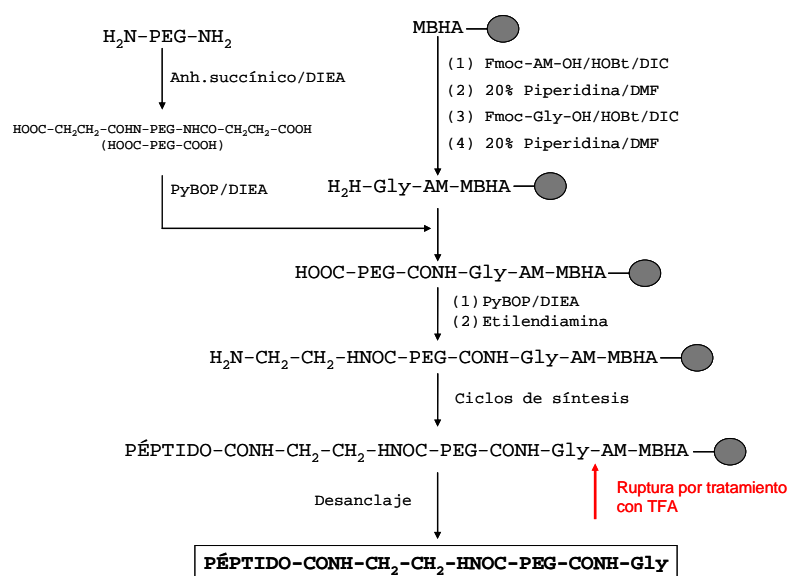 H2N-PEG-NH2
Anh.succínico/DIEA
HOOC-CH2CH2-COHN-PEG-NHCO-CH2CH2-COOH
(HOOC-PEG-COOH)
PyBOP/DIEA
MBHA
(1) Fmoc-AM-OH/HOBt/DIC
(2) 20% Piperidina/DMF
(3) Fmoc-Gly-OH/HOBt/DIC
(4) 20% Piperidina/DMF
H2H-Gly-AM-MBHA
HOOC-PEG-CONH-Gly-AM-MBHA
(1) PyBOP/DIEA
(2) Etilendiamina
H2N-CH2-CH2-HNOC-PEG-CONH-Gly-AM-MBHA
Ciclos de síntesis
PÉPTIDO-CONH-CH2-CH2-HNOC-PEG-CONH-Gly-AM-MBHA
Desanclaje
Ruptura por tratamiento
con TFA
PÉPTIDO-CONH-CH2-CH2-HNOC-PEG-CONH-Gly